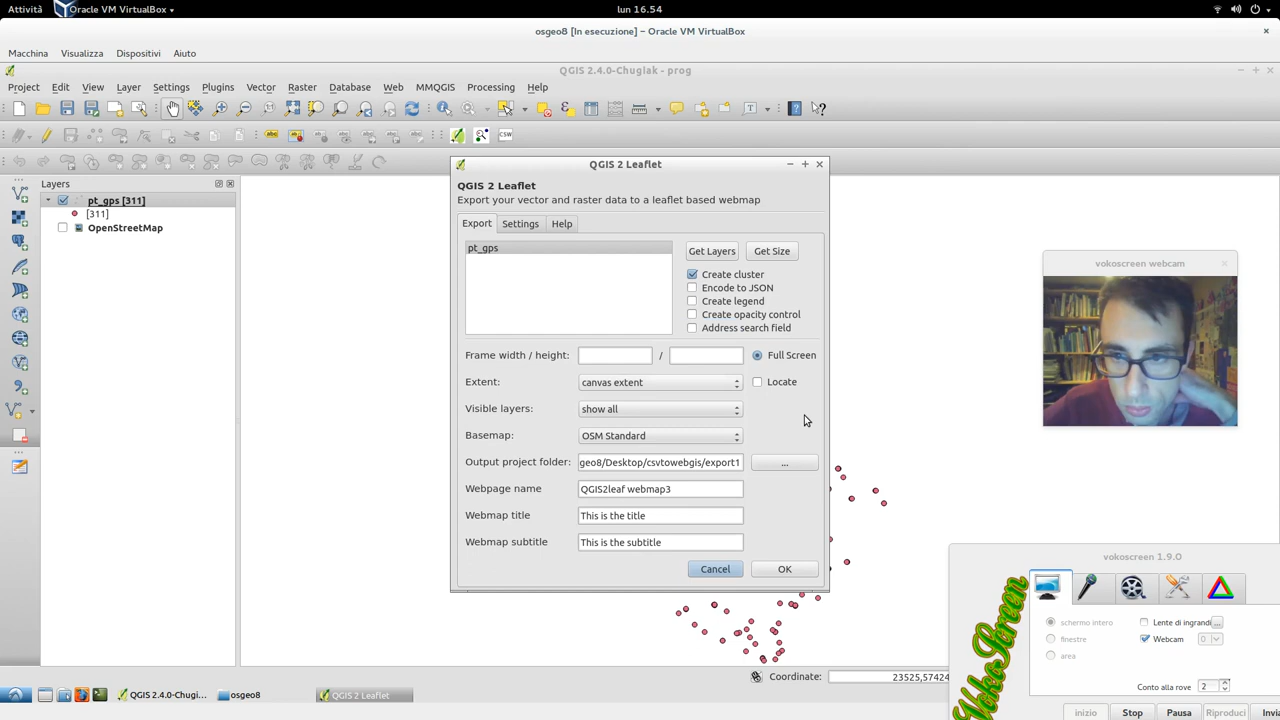 Attività Oracle VM VirtualBox lun 16.54
osgeo8 [In esecuzione] – Oracle VM VirtualBox
Macchina Visualizza Dispositivi Aiuto
QGIS 2.4.0-Chugiak - prog
Project Edit View Layer Settings Plugins Vector Raster Database Web MMQGIS Processing Help
CSW
Layers
pt_gps [311]
[311]
OpenStreetMap
QGIS 2 Leaflet
QGIS 2 Leaflet
Export your vector and raster data to a leaflet based webmap
Export Settings Help
pt_gps
Get Layers Get Size
Create cluster
Encode to JSON
Create legend
Create opacity control
Address search field
Frame width / height: / Full Screen
Extent: canvas extent Locate
Visible layers: show all
Basemap: OSM Standard
Output project folder: geo8/Desktop/csvtowebgis/export1 ...
Webpage name QGIS2leaf webmap3
Webmap title This is the title
Webmap subtitle This is the subtitle
Cancel OK
vokoscreen webcam
vokoscreen 1.9.0
VokoScreen
schermo intero Lente di ingrandi ...
finestre Webcam 0
area
Conto alla rove 2
inizio Stop Pausa Riproduci Invia
Coordinate: 23525,57424
QGIS 2.4.0-Chugi... osgeo8 QGIS 2 Leaflet